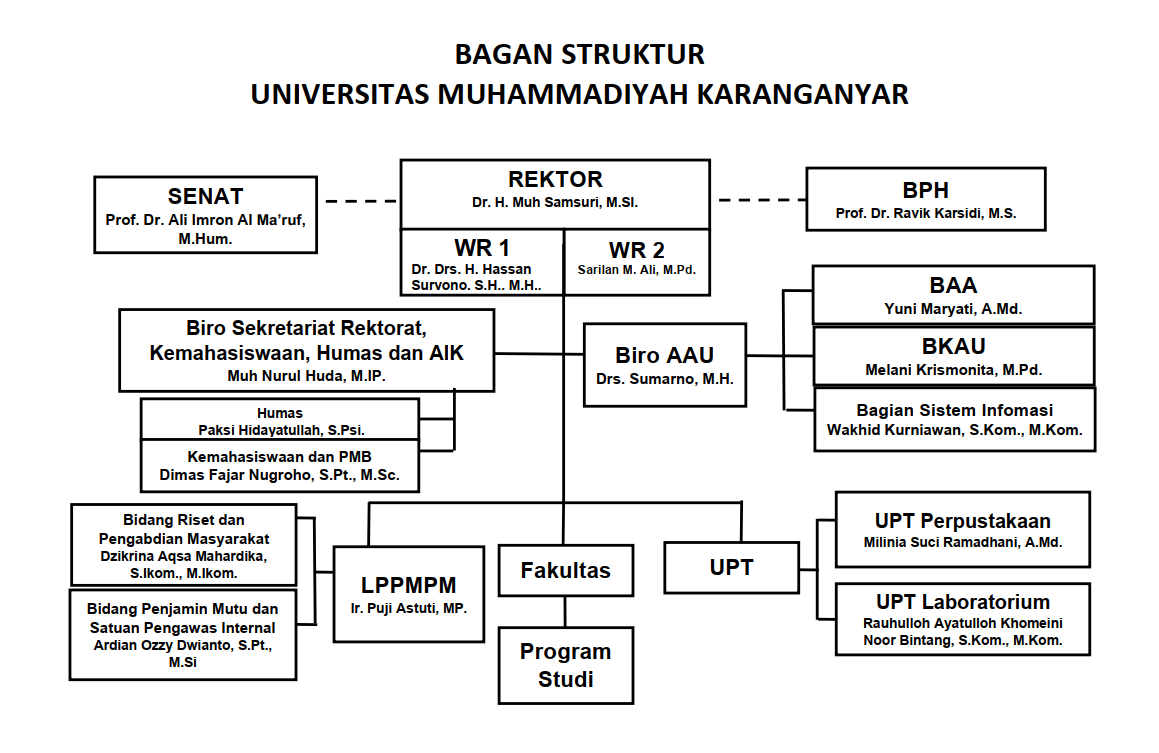 BAGAN STRUKTUR
UNIVERSITAS MUHAMMADIYAH KARANGANYAR
SENAT
Prof. Dr. Ali Imron Al Ma’ruf,
M.Hum.
REKTOR
Dr. H. Muh Samsuri, M.SI.
BPH
Prof. Dr. Ravik Karsidi, M.S.
WR 1
Dr. Drs. H. Hassan
Survono. S.H.. M.H..
WR 2
Sarilan M. Ali, M.Pd.
Biro Sekretariat Rektorat,
Kemahasiswaan, Humas dan AIK
Muh Nurul Huda, M.IP.
Humas
Paksi Hidayatullah, S.Psi.
Kemahasiswaan dan PMB
Dimas Fajar Nugroho, S.Pt., M.Sc.
Biro AAU
Drs. Sumarno, M.H.
BAA
Yuni Maryati, A.Md.
BKAU
Melani Krismonita, M.Pd.
Bagian Sistem Infomasi
Wakhid Kurniawan, S.Kom., M.Kom.
Bidang Riset dan
Pengabdian Masyarakat
Dzikrina Aqsa Mahardika,
S.Ikom., M.Ikom.
Bidang Penjamin Mutu dan
Satuan Pengawas Internal
Ardian Ozzy Dwianto, S.Pt.,
M.Si
LPPMPM
Ir. Puji Astuti, MP.
Fakultas
Program
Studi
UPT
UPT Perpustakaan
Milinia Suci Ramadhani, A.Md.
UPT Laboratorium
Rauhulloh Ayatulloh Khomeini
Noor Bintang, S.Kom., M.Kom.